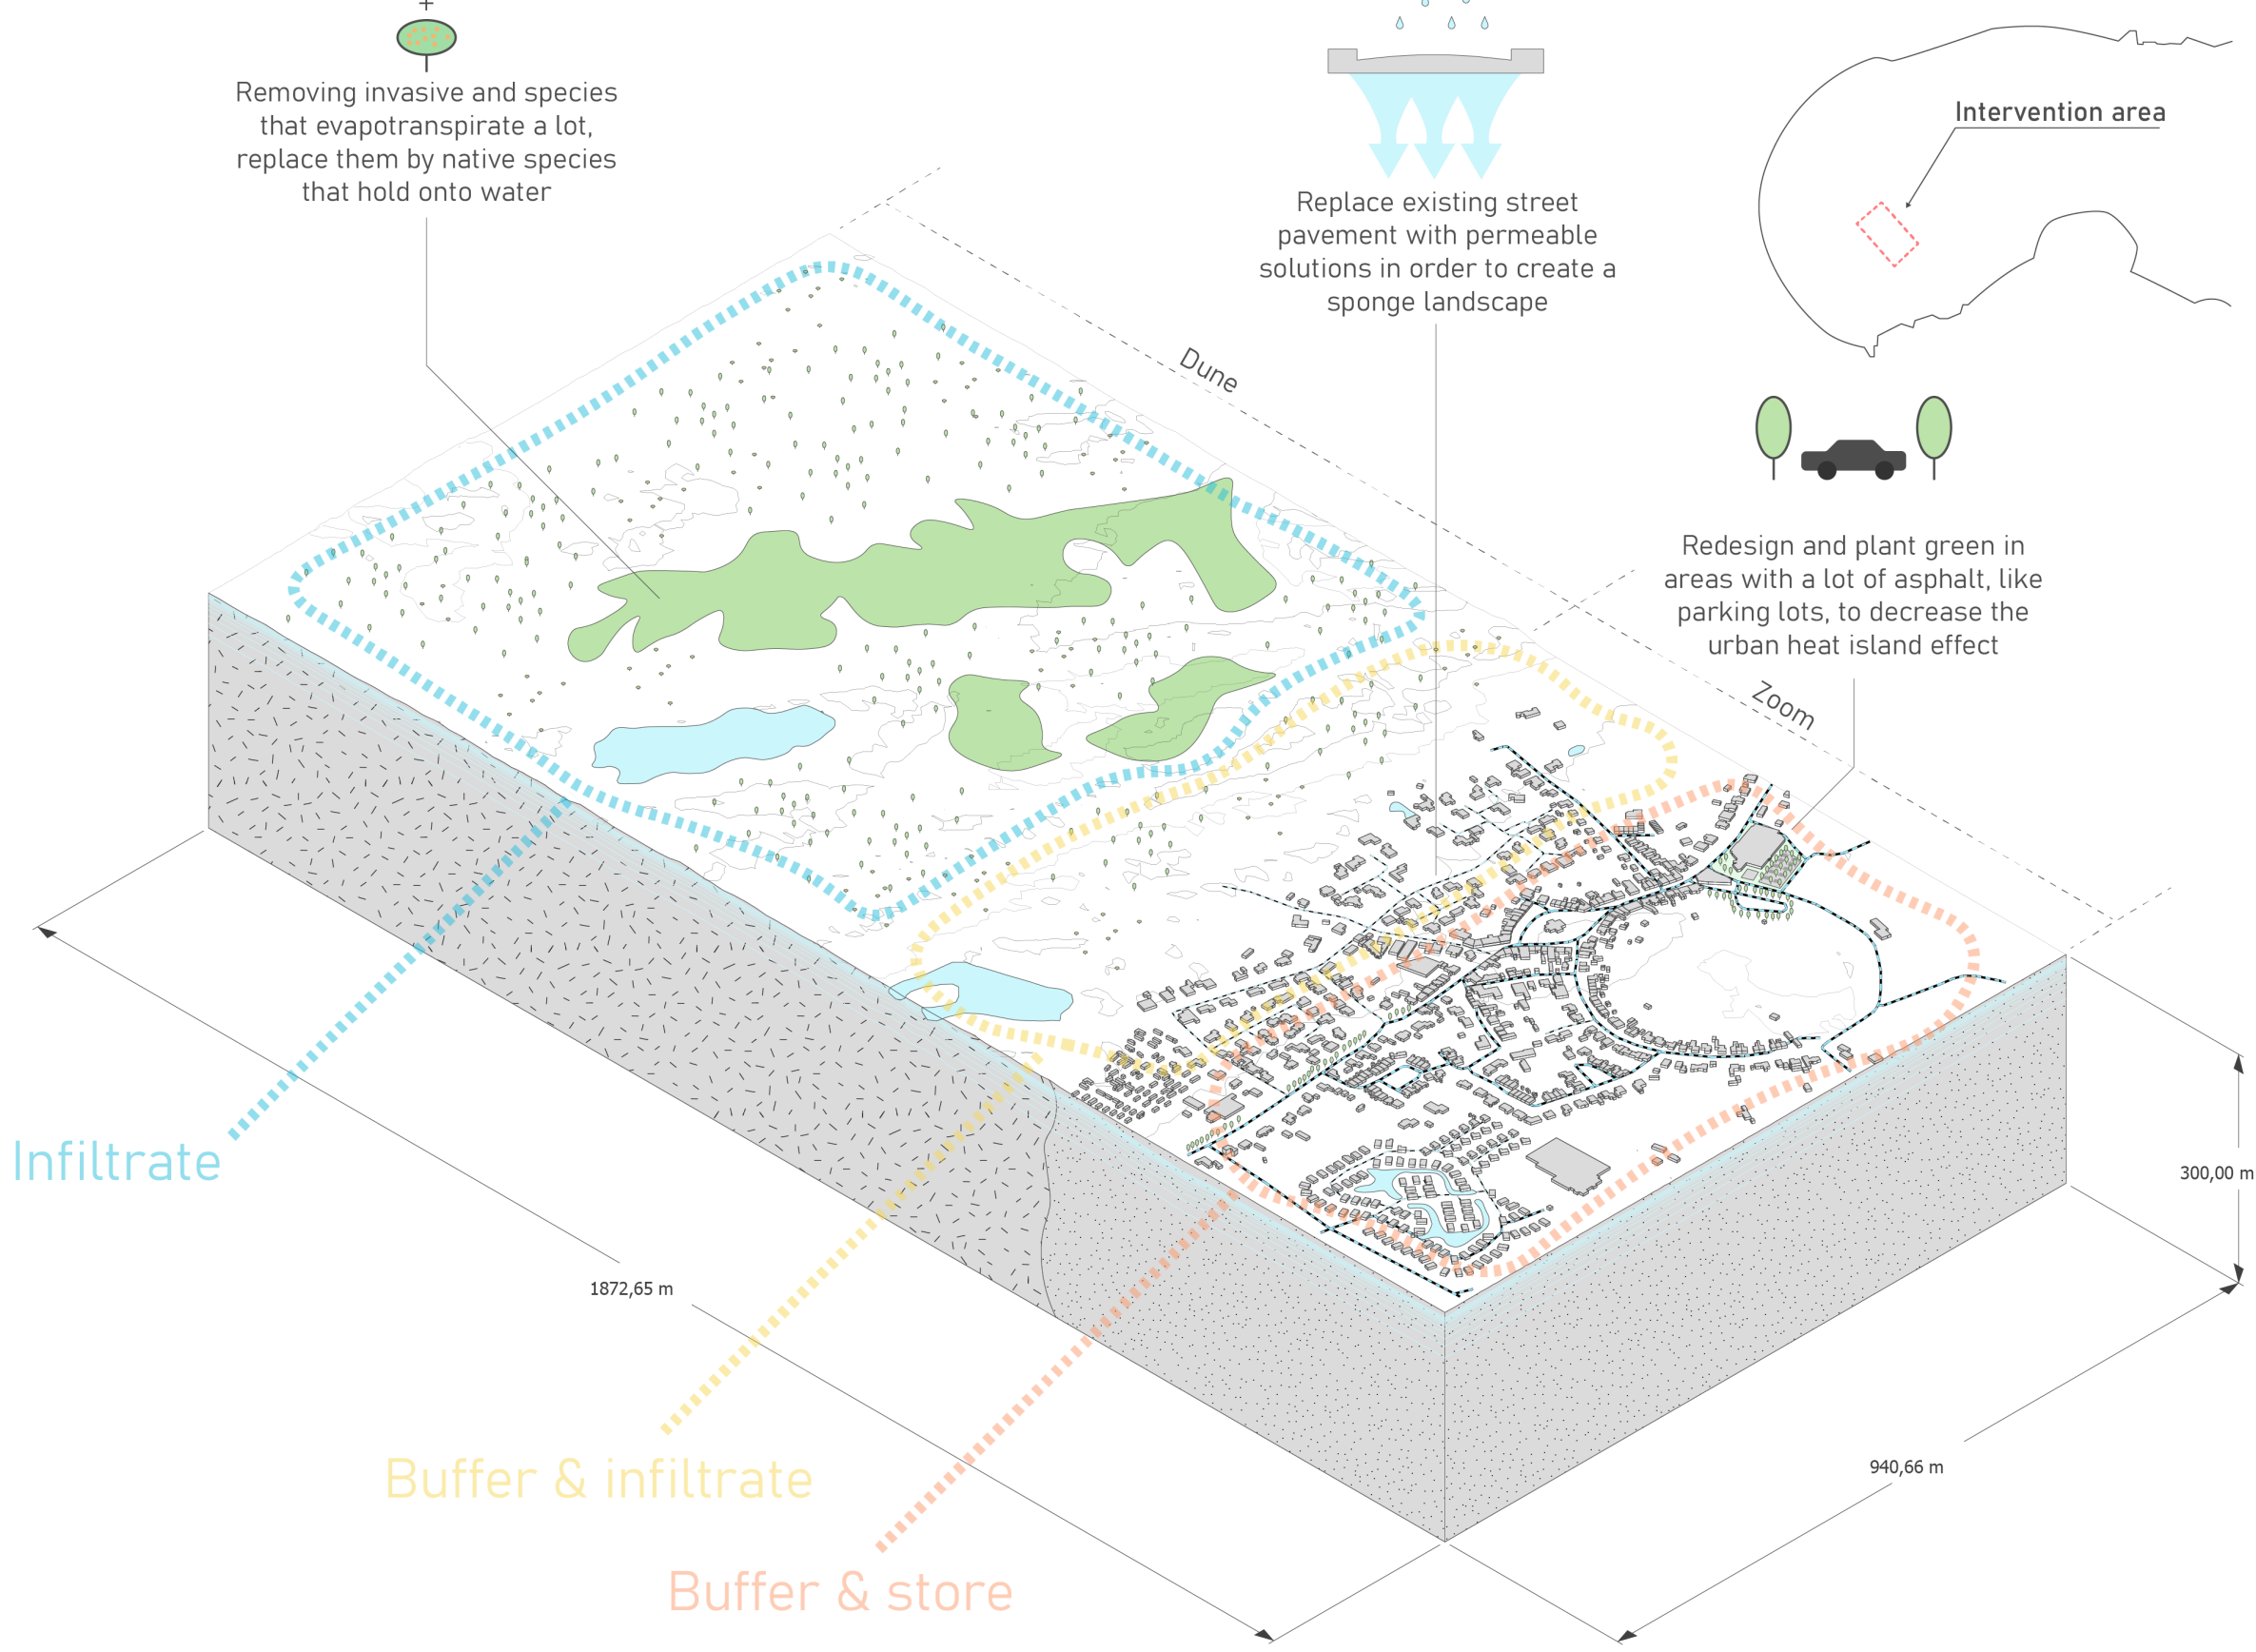 +
Removing invasive and species
that evapotranspirate a lot,
replace them by native species
that hold onto water
Replace existing street
pavement with permeable
solutions in order to create a
sponge landscape
Intervention area
Redesign and plant green in
areas with a lot of asphalt, like
parking lots, to decrease the
urban heat island effect
Dune
Zoom
Infiltrate
Buffer & infiltrate
Buffer & store
1872,65 m
940,66 m
300,00 m